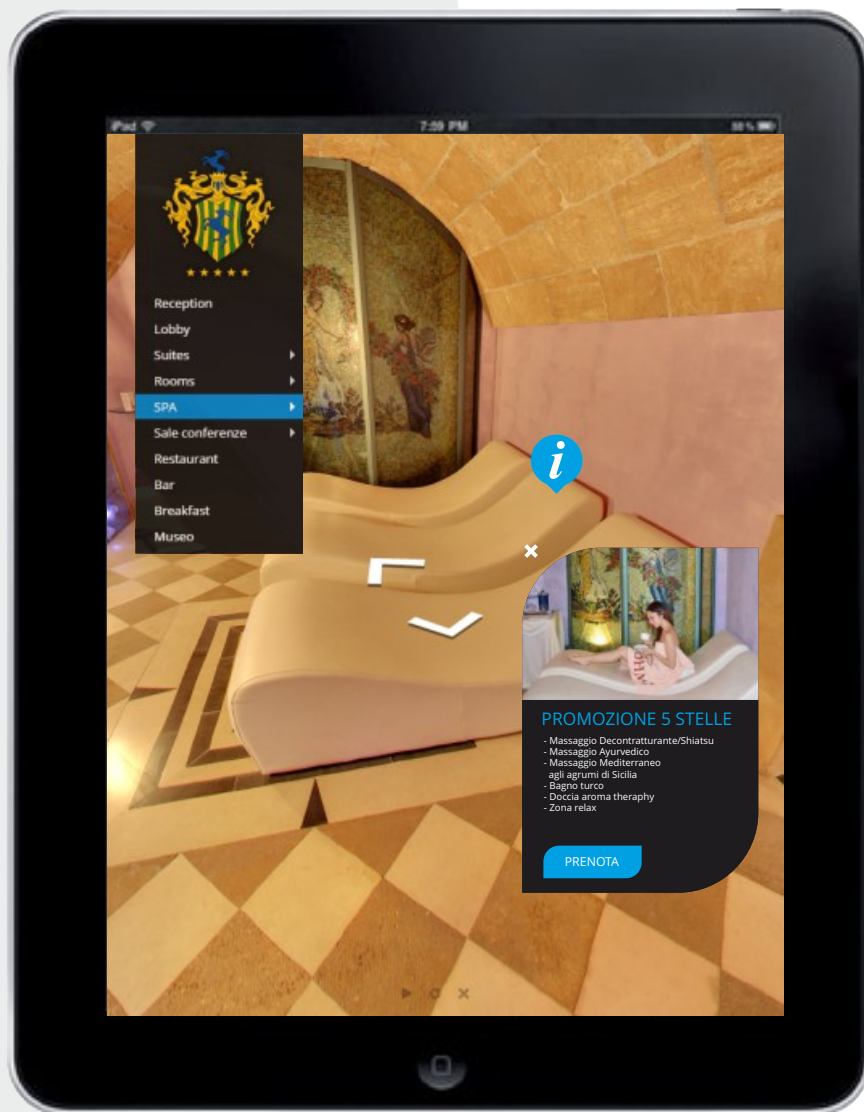 iPad
7:59 PM
Reception
Lobby
Suites
Rooms
SPA
Sale conferenze
Restaurant
Bar
Breakfast
Museo
i
PROMOZIONE 5 STELLE
- Massaggio Decontratturante/Shiatsu
- Massaggio Ayurvedico
- Massaggio Mediterraneo
agli agrumi di Sicilia
- Bagno turco
- Doccia aroma theraphy
- Zona relax
PRENOTA